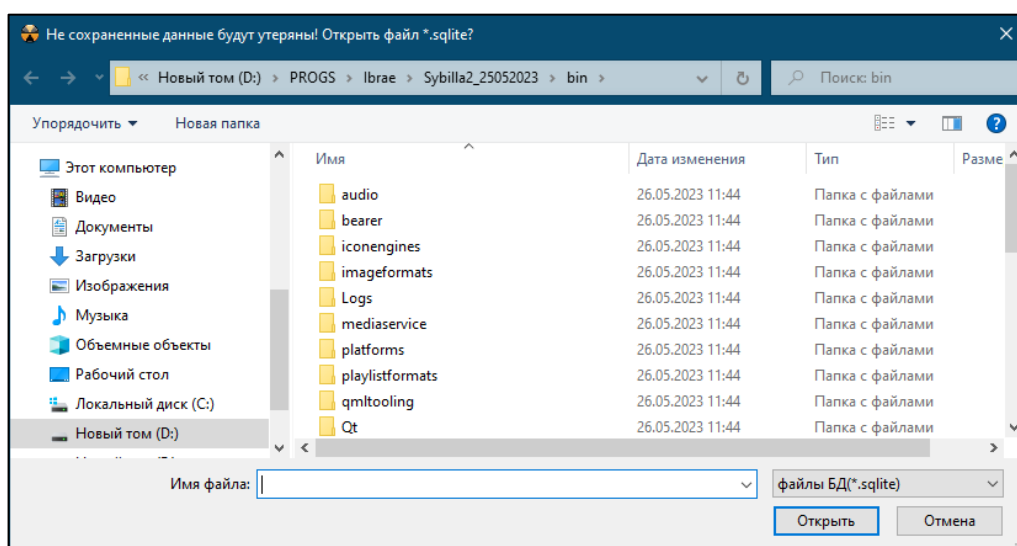 Не сохраненные данные будут утеряны! Открыть файл *.sqlite?
« Новый том (D:) > PROGS > Ibrae > Sybilla2_25052023 > bin > Поиск: bin
Упорядочить Новая папка
Имя Дата изменения Тип Разме
Этот компьютер
Видео
Документы
Загрузки
Изображения
Музыка
Объемные объекты
Рабочий стол
Локальный диск (C:)
Новый том (D:)
audio 26.05.2023 11:44 Папка с файлами
bearer 26.05.2023 11:44 Папка с файлами
iconengines 26.05.2023 11:44 Папка с файлами
imageformats 26.05.2023 11:44 Папка с файлами
Logs 26.05.2023 11:44 Папка с файлами
mediaservice 26.05.2023 11:44 Папка с файлами
platforms 26.05.2023 11:44 Папка с файлами
playlistformats 26.05.2023 11:44 Папка с файлами
qmltooling 26.05.2023 11:44 Папка с файлами
Qt 26.05.2023 11:44 Папка с файлами
Имя файла: файлы БД(*.sqlite)
Открыть Отмена